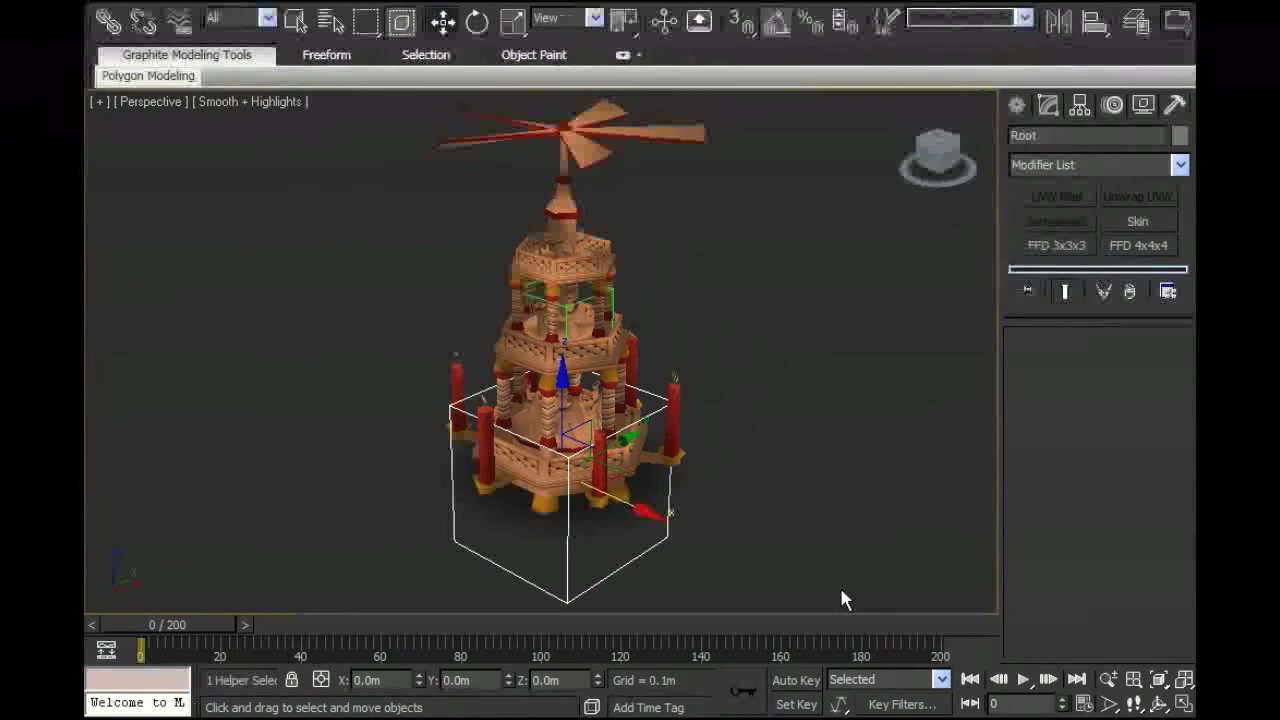 All
View
3
Graphite Modeling Tools
Freeform
Selection
Object Paint
Polygon Modeling
[ + ] [ Perspective ] [ Smooth + Highlights ]
Root
Modifier List
Skin
FFD 3x3x3
FFD 4x4x4
z
x
< 0 / 200 >
0 20 40 60 80 100 120 140 160 180 200
1 Helper Selec
X: 0.0m Y: 0.0m Z: 0.0m
Grid = 0.1m
Auto Key
Selected
Welcome to M
Click and drag to select and move objects
Add Time Tag
Set Key
Key Filters...
0